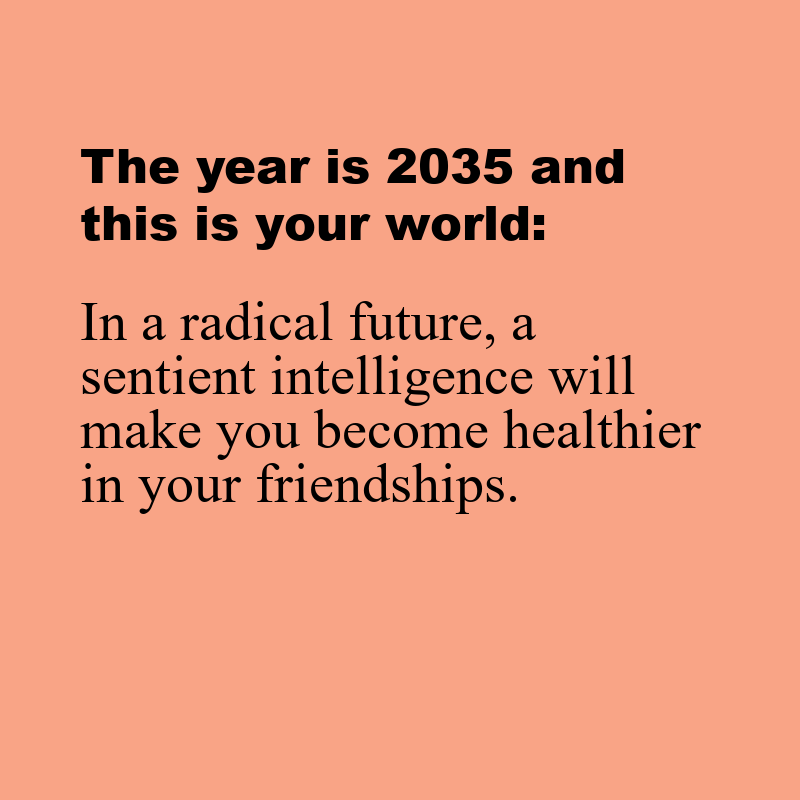 The year is 2035 and
this is your world:
In a radical future, a
sentient intelligence will
make you become healthier
in your friendships.